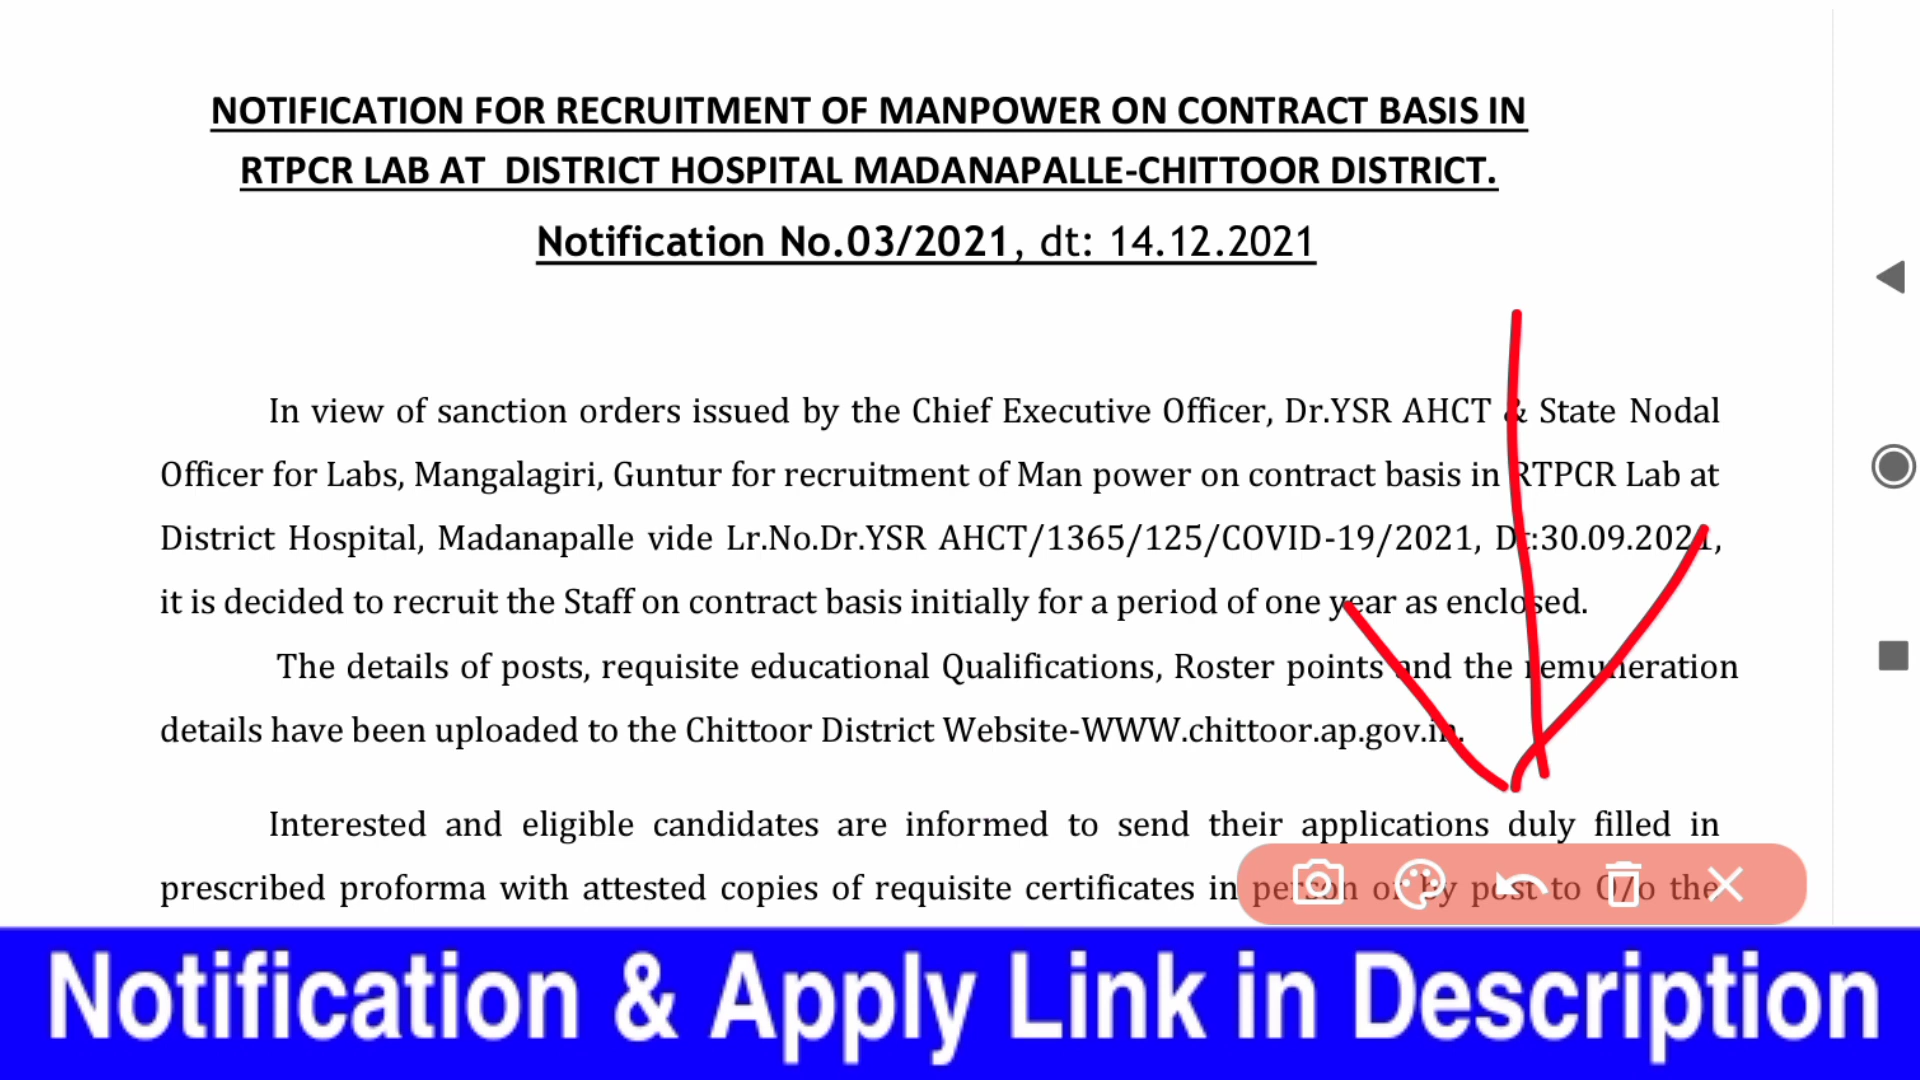 NOTIFICATION FOR RECRUITMENT OF MANPOWER ON CONTRACT BASIS IN
RTPCR LAB AT DISTRICT HOSPITAL MADANAPALLE-CHITTOOR DISTRICT.
Notification No.03/2021, dt: 14.12.2021
In view of sanction orders issued by the Chief Executive Officer, Dr.YSR AHCT & State Nodal
Officer for Labs, Mangalagiri, Guntur for recruitment of Man power on contract basis in RTPCR Lab at
District Hospital, Madanapalle vide Lr.No.Dr.YSR AHCT/1365/125/COVID-19/2021, Dt:30.09.2021,
it is decided to recruit the Staff on contract basis initially for a period of one year as enclosed.
The details of posts, requisite educational Qualifications, Roster points and the remuneration
details have been uploaded to the Chittoor District Website-WWW.chittoor.ap.gov.in.
Interested and eligible candidates are informed to send their applications duly filled in
prescribed proforma with attested copies of requisite certificates in person or by post to O/o the
Notification & Apply Link in Description